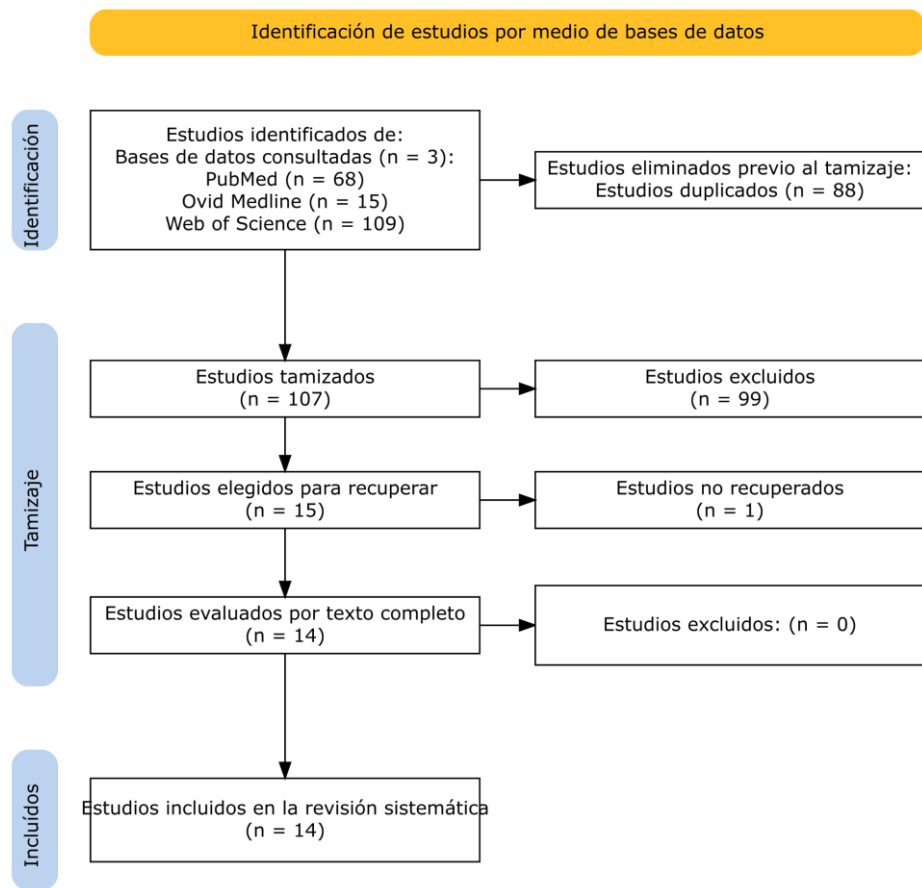 Identificación de estudios por medio de bases de datos
Identificación
Estudios identificados de:
Bases de datos consultadas (n = 3):
PubMed (n = 68)
Ovid Medline (n = 15)
Web of Science (n = 109)
Estudios eliminados previo al tamizaje:
Estudios duplicados (n = 88)
Tamizaje
Estudios tamizados
(n = 107)
Estudios excluidos
(n = 99)
Estudios elegidos para recuperar
(n = 15)
Estudios no recuperados
(n = 1)
Estudios evaluados por texto completo
(n = 14)
Estudios excluidos: (n = 0)
Incluídos
Estudios incluidos en la revisión sistemática
(n = 14)